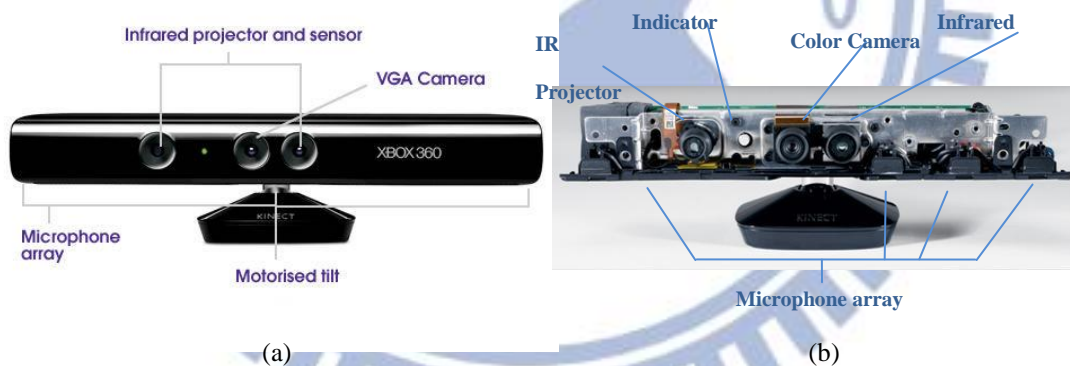 Infrared projector and sensor
VGA Camera
XBOX 360
KINECT
Microphone
array
Motorised tilt
(a)
Indicator
Infrared
IR
Color Camera
Projector
KINECT
Microphone array
(b)